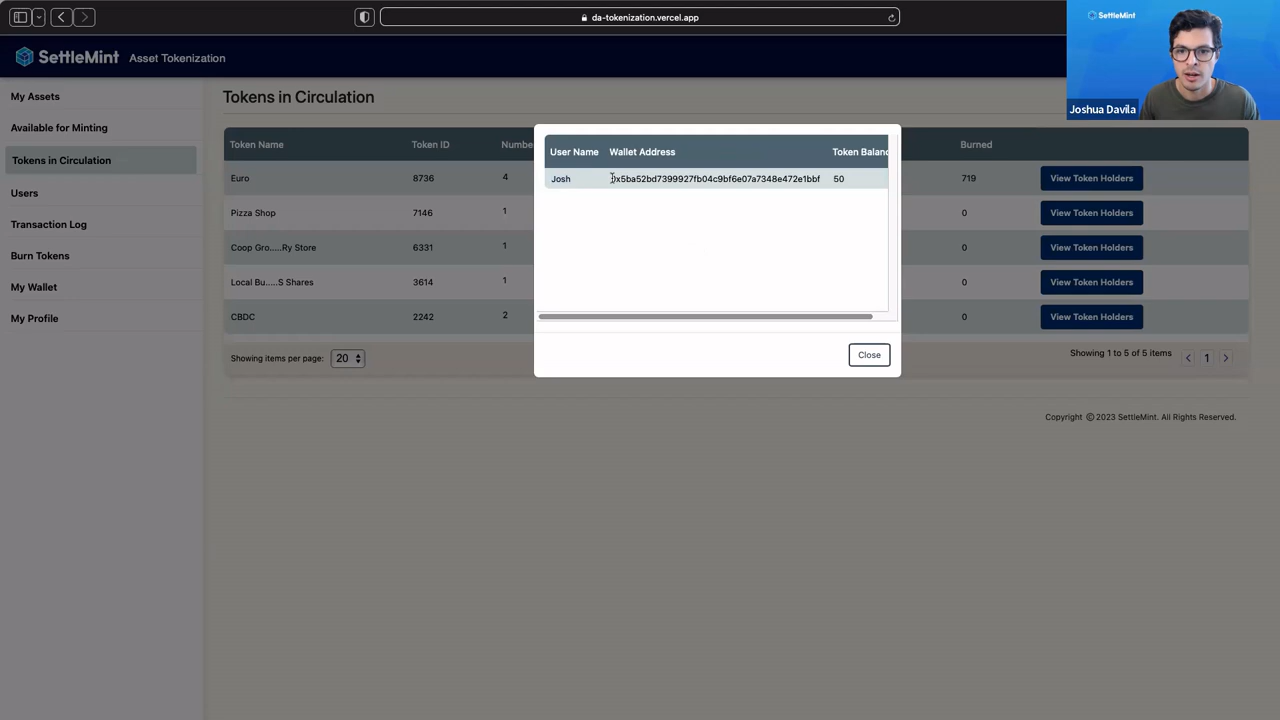 da-tokenization.vercel.app
SettleMint
Joshua Davila
SettleMint Asset Tokenization
My Assets
Available for Minting
Tokens in Circulation
Users
Transaction Log
Burn Tokens
My Wallet
My Profile
Tokens in Circulation
Token Name Token ID Numbe Burned
Euro 8736 4 719 View Token Holders
Pizza Shop 7146 1 0 View Token Holders
Coop Gro.....Ry Store 6331 1 0 View Token Holders
Local Bu.....S Shares 3614 1 0 View Token Holders
CBDC 2242 2 0 View Token Holders
Showing items per page: 20 Showing 1 to 5 of 5 items 1
User Name Wallet Address Token Balanc
Josh 0x5ba52bd7399927fb04c9bf6e07a7348e472e1bbf 50
Close
Copyright © 2023 SettleMint. All Rights Reserved.